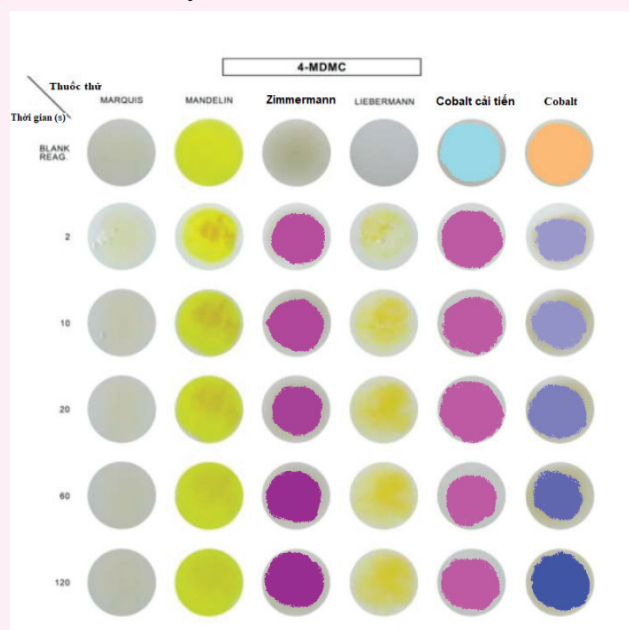 4-MDMC
Thuốc thử
MARQUIS MANDELIN Zimmermann LIEBERMANN Cobalt cải tiến Cobalt
Thời gian (s)
BLANK
REAG.
2
10
20
60
120